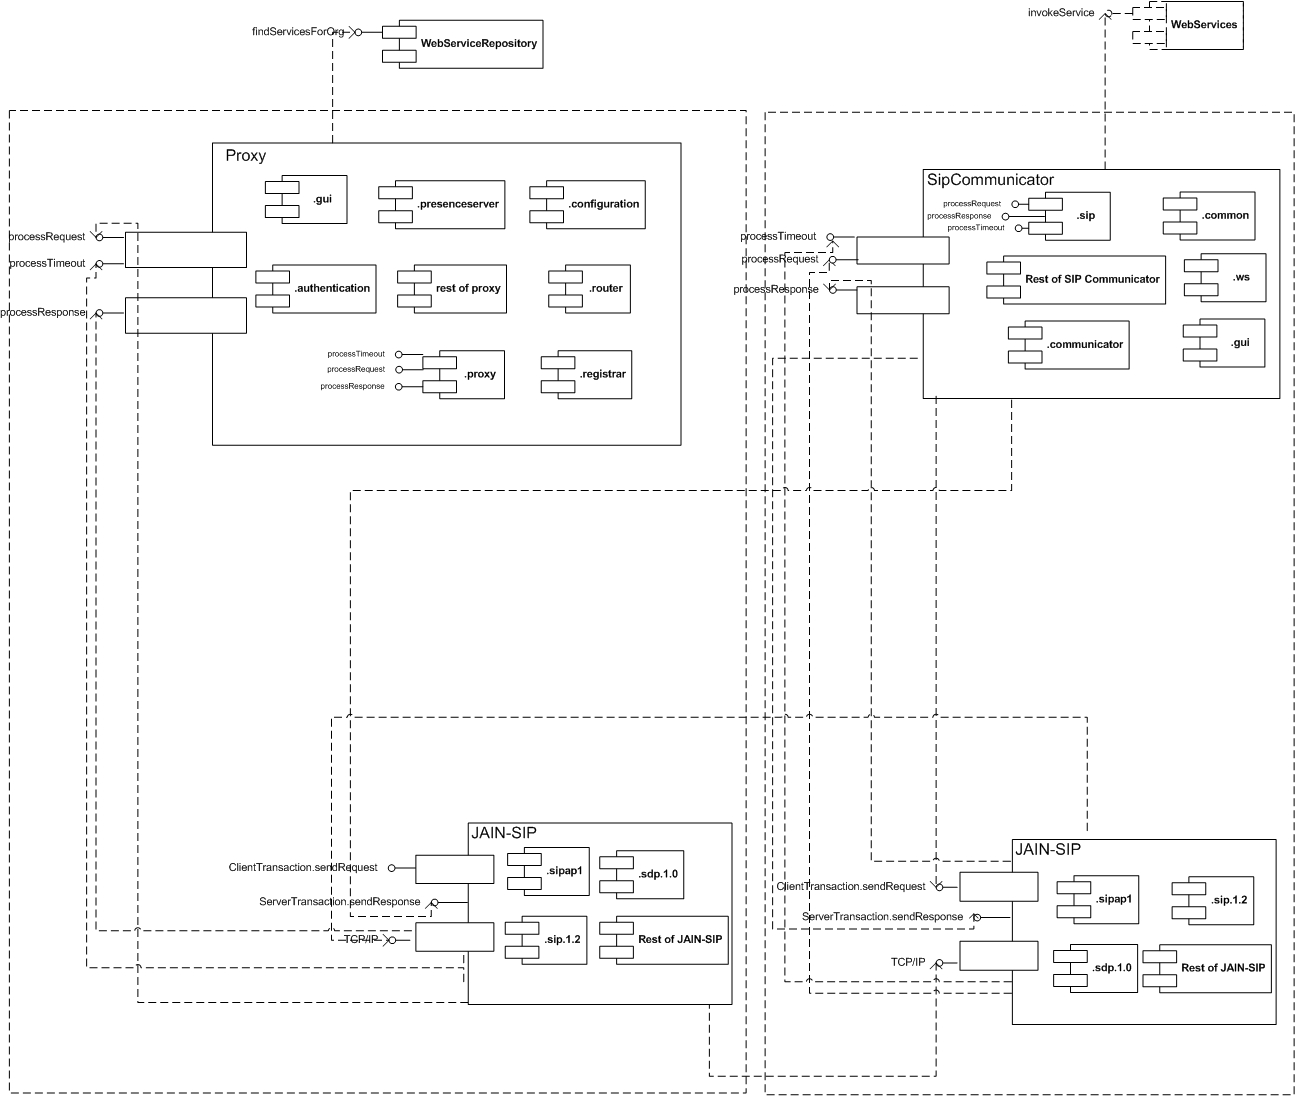 findServicesForOrg
WebServiceRepository
invokeService
WebServices
Proxy
.gui
.presenceserver
.configuration
processRequest
processTimeout
processResponse
.authentication
rest of proxy
.router
processTimeout
processRequest
processResponse
.proxy
.registrar
SipCommunicator
processRequest
processResponse
processTimeout
.sip
.common
processTimeout
processRequest
processResponse
Rest of SIP Communicator
.ws
.communicator
.gui
JAIN-SIP
ClientTransaction.sendRequest
.sipap1
.sdp.1.0
ServerTransaction.sendResponse
TCP/IP
.sip.1.2
Rest of JAIN-SIP
JAIN-SIP
ClientTransaction.sendRequest
.sipap1
.sip.1.2
ServerTransaction.sendResponse
TCP/IP
.sdp.1.0
Rest of JAIN-SIP